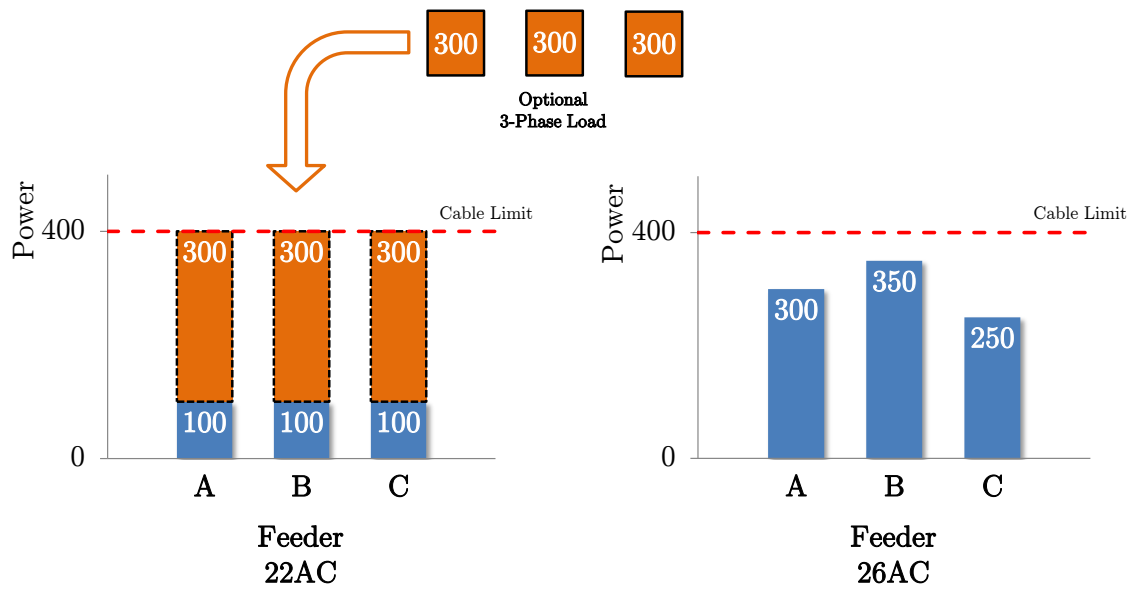 300 300 300
Optional
3-Phase Load
Power
Cable Limit
400
300 300 300
100 100 100
0
A B C
Feeder
22AC
Power
Cable Limit
400
300
350
250
0
A B C
Feeder
26AC